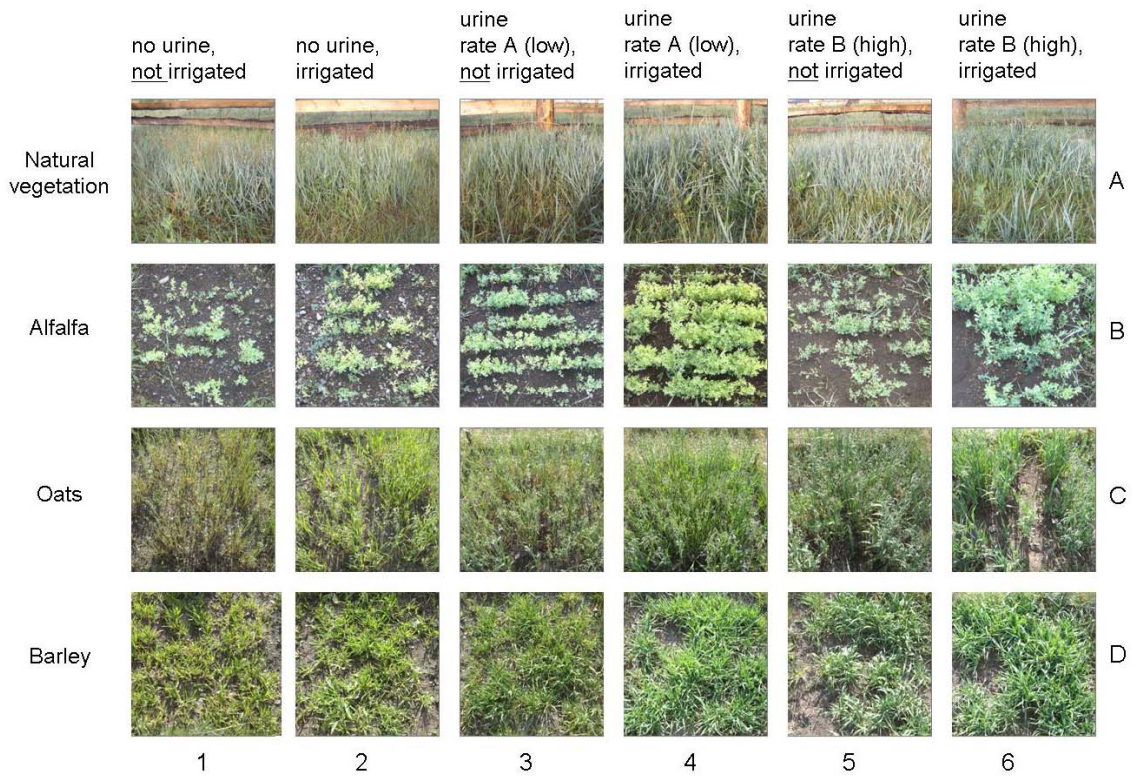 no urine,
not irrigated
no urine,
irrigated
urine
rate A (low),
not irrigated
urine
rate A (low),
irrigated
urine
rate B (high),
not irrigated
urine
rate B (high),
irrigated
Natural
vegetation
A
Alfalfa
B
Oats
C
Barley
D
1
2
3
4
5
6